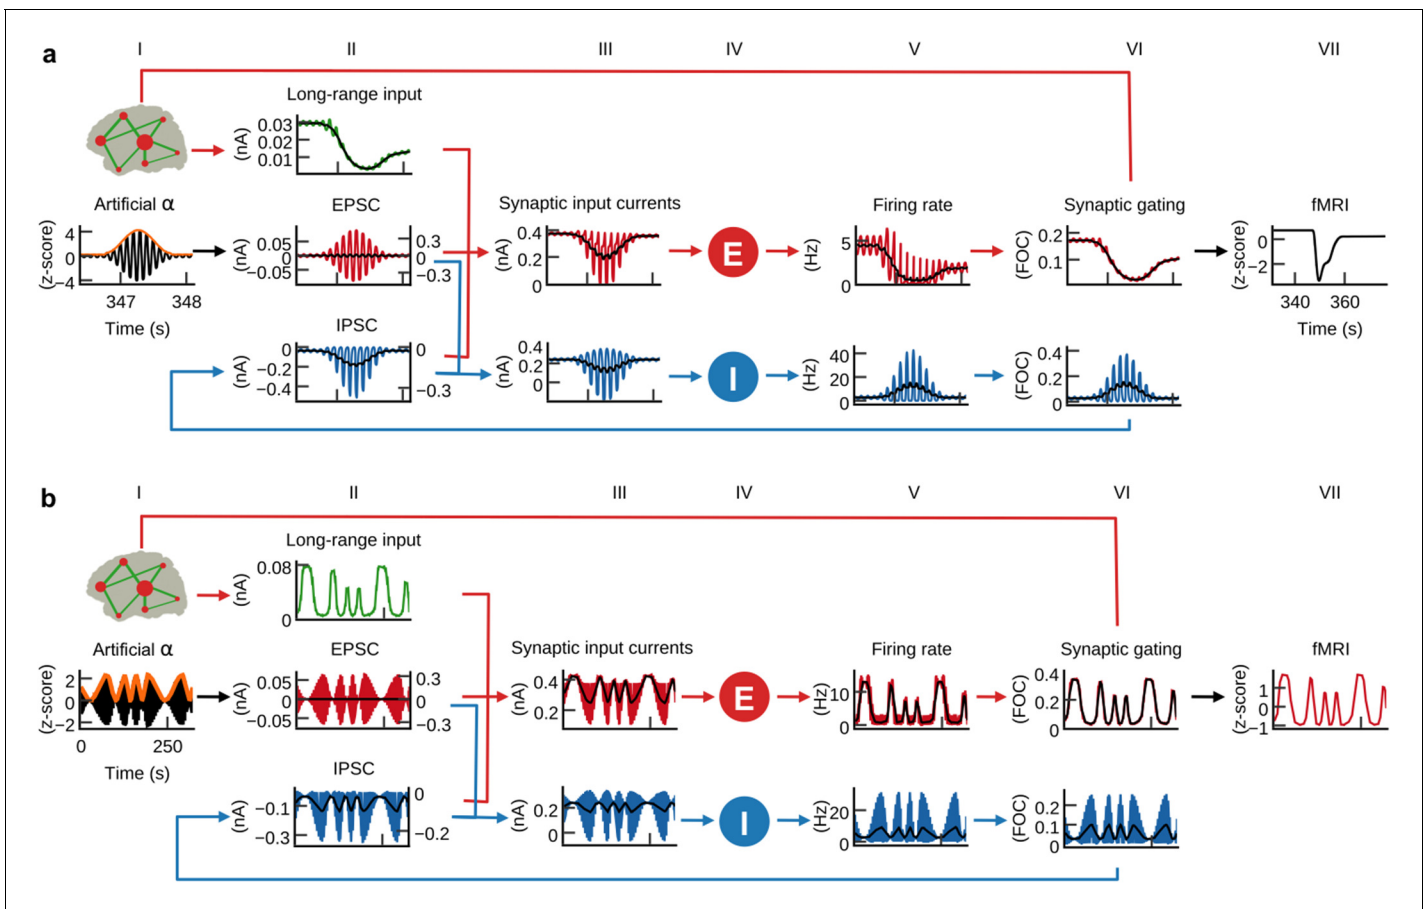 a
I II III IV V VI VII
Long-range input
(nA) 0.03 0.02 0.01
Artificial α EPSC Synaptic input currents Firing rate Synaptic gating fMRI
(z-score) 4 0 −4
347 348
Time (s)
(nA) 0.05 0 −0.05 0.3 0 −0.3
(nA) 0.4 0.2 0
E
(Hz) 5 0
(FOC) 0.2 0.1
(z-score) 0 −2
340 360
Time (s)
IPSC
(nA) 0 −0.2 −0.4 0 −0.3
(nA) 0.4 0.2 0
I
(Hz) 40 20 0
(FOC) 0.4 0.2 0
b
I II III IV V VI VII
Long-range input
(nA) 0.08 0
Artificial α EPSC Synaptic input currents Firing rate Synaptic gating fMRI
(z-score) 2 0 −2
0 250
Time (s)
(nA) 0.05 0 −0.05 0.3 0 −0.3
(nA) 0.4 0.2
E
(Hz) 10 0
(FOC) 0.4 0.2 0
(z-score) 1 0 −1
IPSC
(nA) −0.1 −0.3 0 −0.2
(nA) 0.2 0
I
(Hz) 20 0
(FOC) 0.2 0.1 0